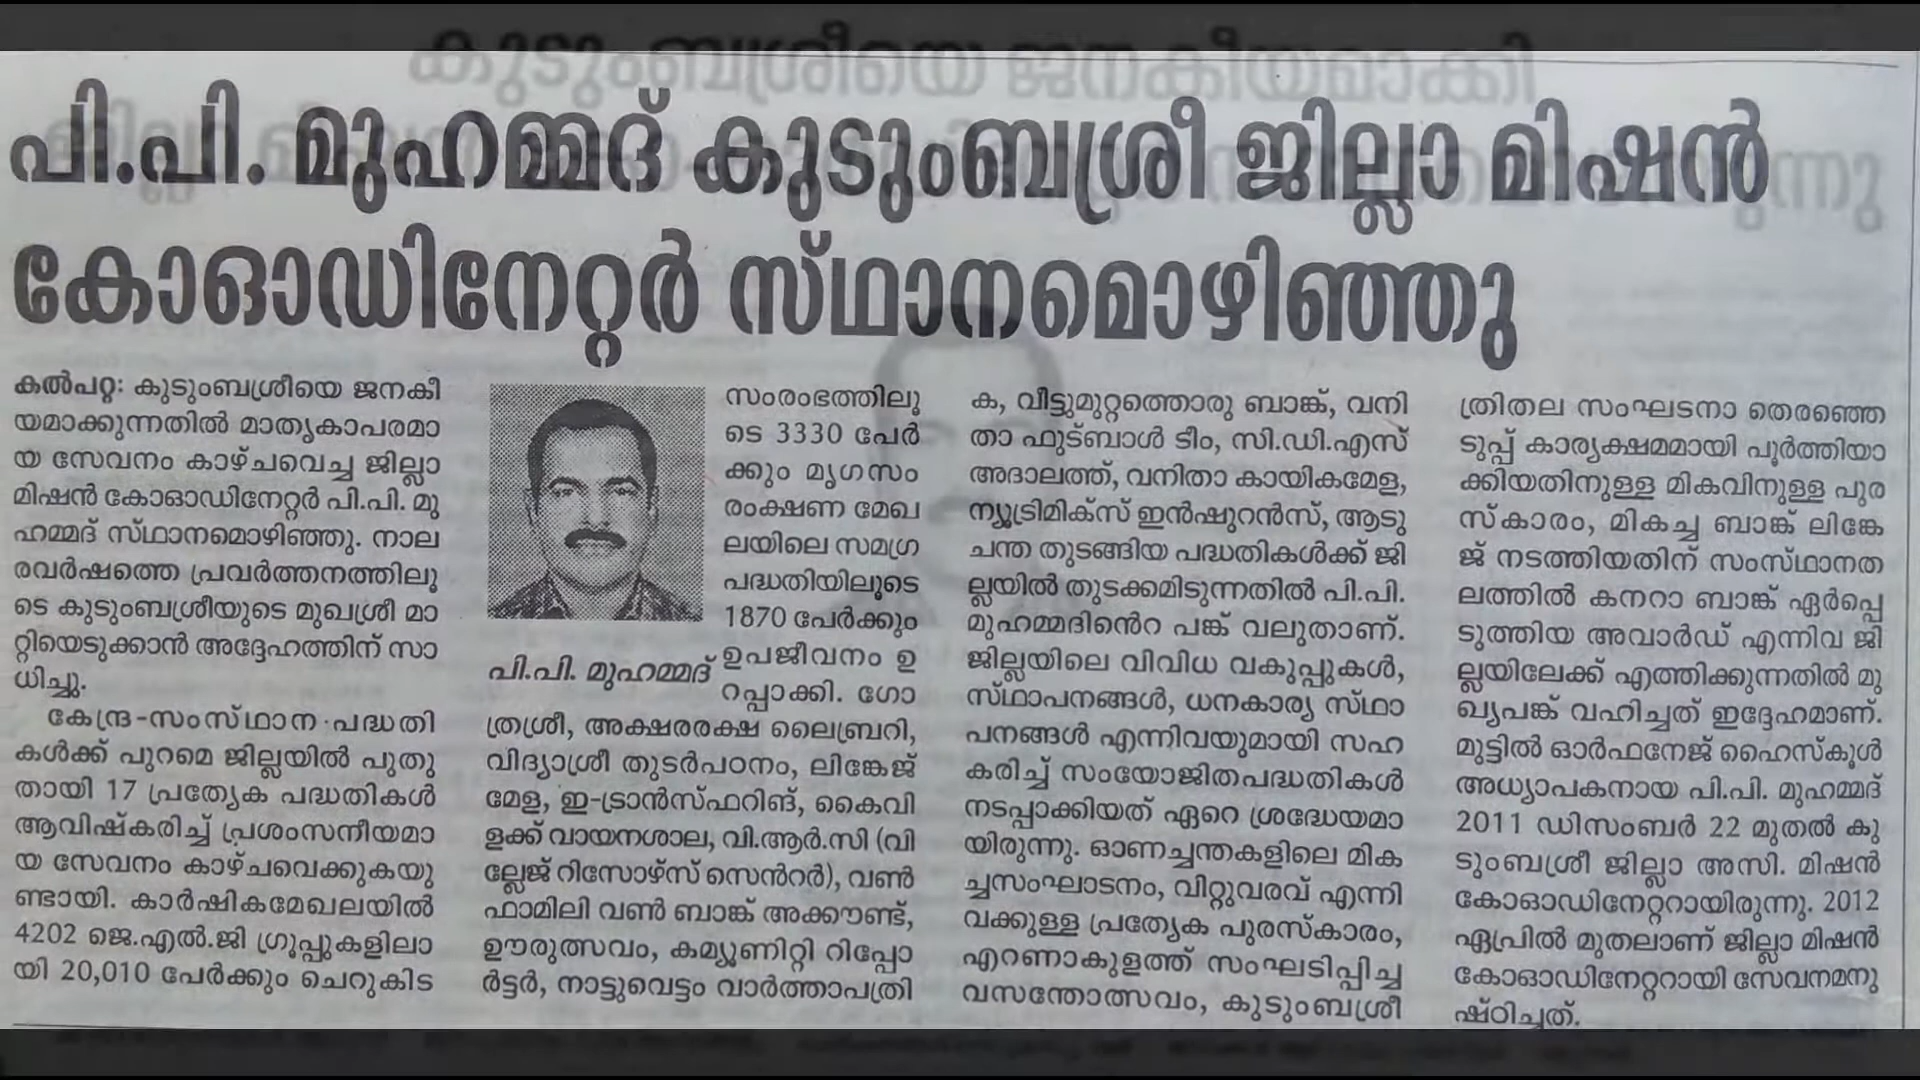 പി.പി. മുഹമ്മദ് കുടുംബശ്രീ ജില്ലാ മിഷൻ
കോഓഡിനേറ്റർ സ്ഥാനമൊഴിഞ്ഞു
കൽപറ്റ: കുടുംബശ്രീയെ ജനകീ
യമാക്കുന്നതിൽ മാതൃകാപരമാ
യ സേവനം കാഴ്ചവെച്ച ജില്ലാ
മിഷൻ കോഓഡിനേറ്റർ പി.പി. മു
ഹമ്മദ് സ്ഥാനമൊഴിഞ്ഞു. നാല
രവർഷത്തെ പ്രവർത്തനത്തിലൂ
ടെ കുടുംബശ്രീയുടെ മുഖശ്രീ മാ
റ്റിയെടുക്കാൻ അദ്ദേഹത്തിന് സാ
ധിച്ചു.
കേന്ദ്ര-സംസ്ഥാന പദ്ധതി
കൾക്ക് പുറമെ ജില്ലയിൽ പുതു
തായി 17 പ്രത്യേക പദ്ധതികൾ
ആവിഷ്കരിച്ച് പ്രശംസനീയമാ
യ സേവനം കാഴ്ചവെക്കുകയു
ണ്ടായി. കാർഷികമേഖലയിൽ
4202 ജെ.എൽ.ജി ഗ്രൂപ്പുകളിലാ
യി 20,010 പേർക്കും ചെറുകിട
പി.പി. മുഹമ്മദ്
സംരംഭത്തിലൂ
ടെ 3330 പേർ
ക്കും മൃഗസം
രംക്ഷണ മേഖ
ലയിലെ സമഗ്ര
പദ്ധതിയിലൂടെ
1870 പേർക്കും
ഉപജീവനം ഉ
റപ്പാക്കി. ഗോ
ത്രശ്രീ, അക്ഷരരക്ഷ ലൈബ്രറി,
വിദ്യാശ്രീ തുടർപഠനം, ലിങ്കേജ്
മേള, ഇ-ട്രാൻസ്ഫറിങ്, കൈവി
ളക്ക് വായനശാല, വി.ആർ.സി (വി
ല്ലേജ് റിസോഴ്സ് സെൻറർ), വൺ
ഫാമിലി വൺ ബാങ്ക് അക്കൗണ്ട്,
ഊരുത്സവം, കമ്യൂണിറ്റി റിപ്പോ
ർട്ടർ, നാട്ടുവെട്ടം വാർത്താപത്രി
ക, വീട്ടുമുറ്റത്തൊരു ബാങ്ക്, വനി
താ ഫുട്ബാൾ ടീം, സി.ഡി.എസ്
അദാലത്ത്, വനിതാ കായികമേള,
ന്യൂട്രിമിക്സ് ഇൻഷുറൻസ്, ആടു
ചന്ത തുടങ്ങിയ പദ്ധതികൾക്ക് ജി
ല്ലയിൽ തുടക്കമിടുന്നതിൽ പി.പി.
മുഹമ്മദിൻെറ പങ്ക് വലുതാണ്.
ജില്ലയിലെ വിവിധ വകുപ്പുകൾ,
സ്ഥാപനങ്ങൾ, ധനകാര്യ സ്ഥാ
പനങ്ങൾ എന്നിവയുമായി സഹ
കരിച്ച് സംയോജിതപദ്ധതികൾ
നടപ്പാക്കിയത് ഏറെ ശ്രദ്ധേയമാ
യിരുന്നു. ഓണച്ചന്തകളിലെ മിക
ച്ചസംഘാടനം, വിറ്റുവരവ് എന്നി
വക്കുള്ള പ്രത്യേക പുരസ്കാരം,
എറണാകുളത്ത് സംഘടിപ്പിച്ച
വസന്തോത്സവം, കുടുംബശ്രീ
ത്രിതല സംഘടനാ തെരഞ്ഞെ
ടുപ്പ് കാര്യക്ഷമമായി പൂർത്തിയാ
ക്കിയതിനുള്ള മികവിനുള്ള പുര
സ്കാരം, മികച്ച ബാങ്ക് ലിങ്കേ
ജ് നടത്തിയതിന് സംസ്ഥാനത
ലത്തിൽ കനറാ ബാങ്ക് ഏർപ്പെ
ടുത്തിയ അവാർഡ് എന്നിവ ജി
ല്ലയിലേക്ക് എത്തിക്കുന്നതിൽ മു
ഖ്യപങ്ക് വഹിച്ചത് ഇദ്ദേഹമാണ്.
മുട്ടിൽ ഓർഫനേജ് ഹൈസ്കൂൾ
അധ്യാപകനായ പി.പി. മുഹമ്മദ്
2011 ഡിസംബർ 22 മുതൽ കു
ടുംബശ്രീ ജില്ലാ അസി. മിഷൻ
കോഓഡിനേറ്ററായിരുന്നു. 2012
ഏപ്രിൽ മുതലാണ് ജില്ലാ മിഷൻ
കോഓഡിനേറ്ററായി സേവനമനു
ഷ്ഠിച്ചത്.